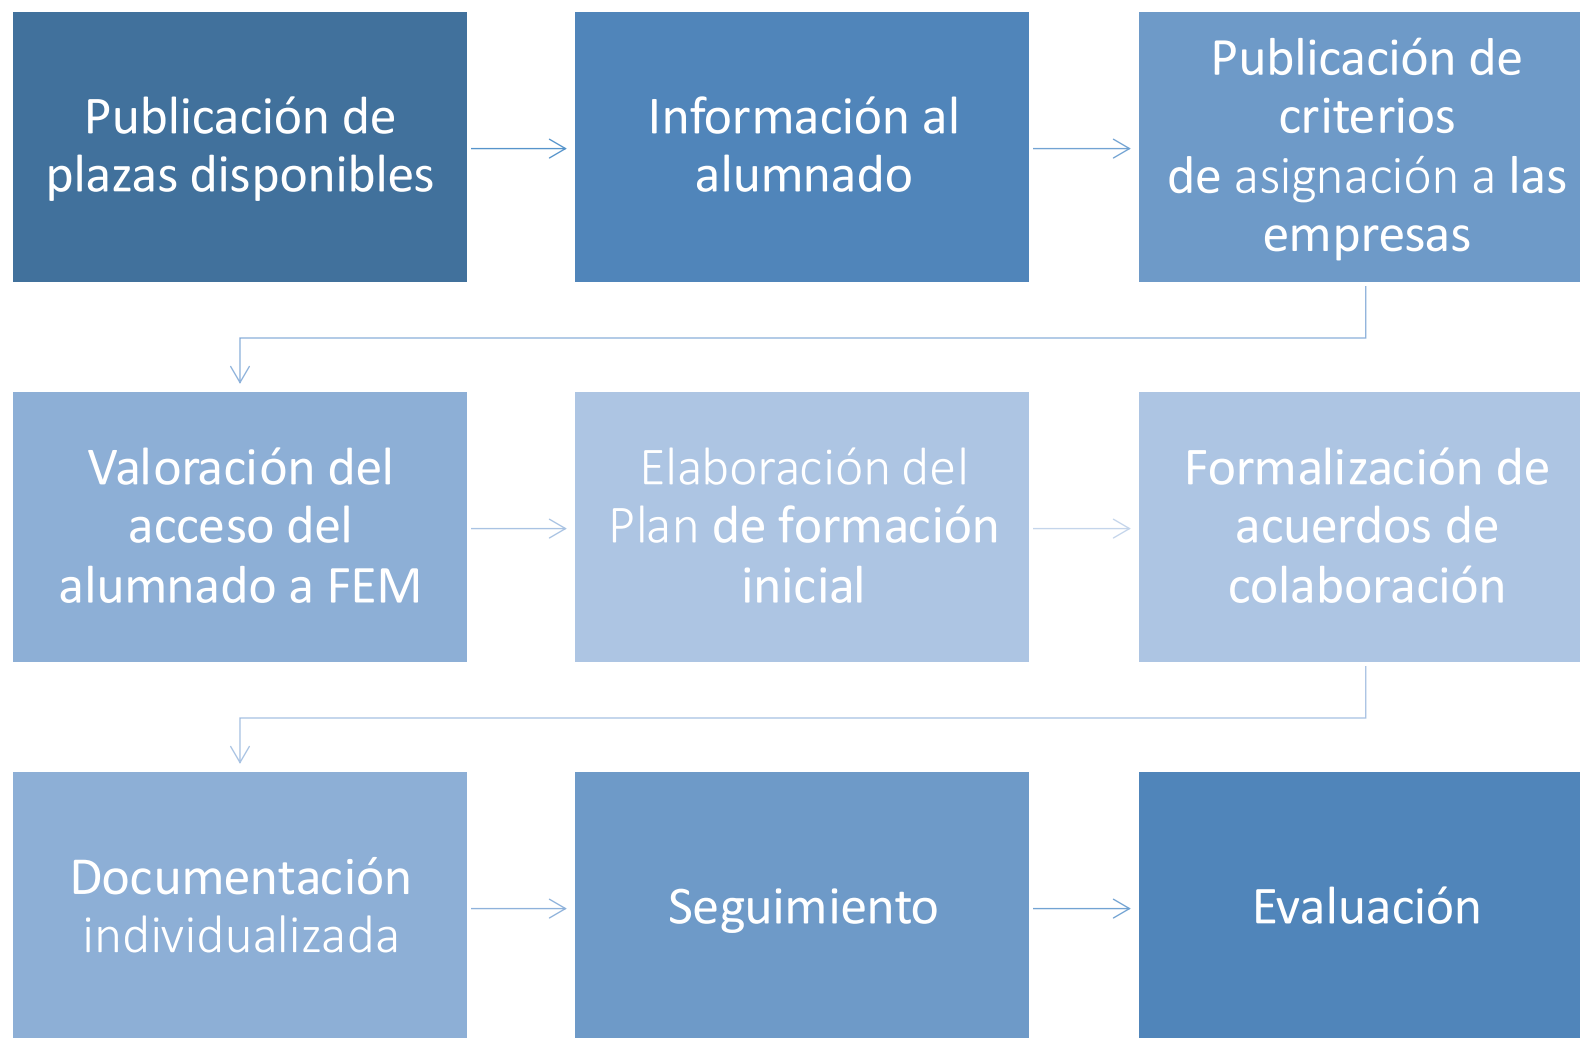 Publicación de
plazas disponibles
Información al
alumnado
Publicación de
criterios
de asignación a las
empresas
Valoración del
acceso del
alumnado a FEM
Elaboración del
Plan de formación
inicial
Formalización de
acuerdos de
colaboración
Documentación
individualizada
Seguimiento
Evaluación